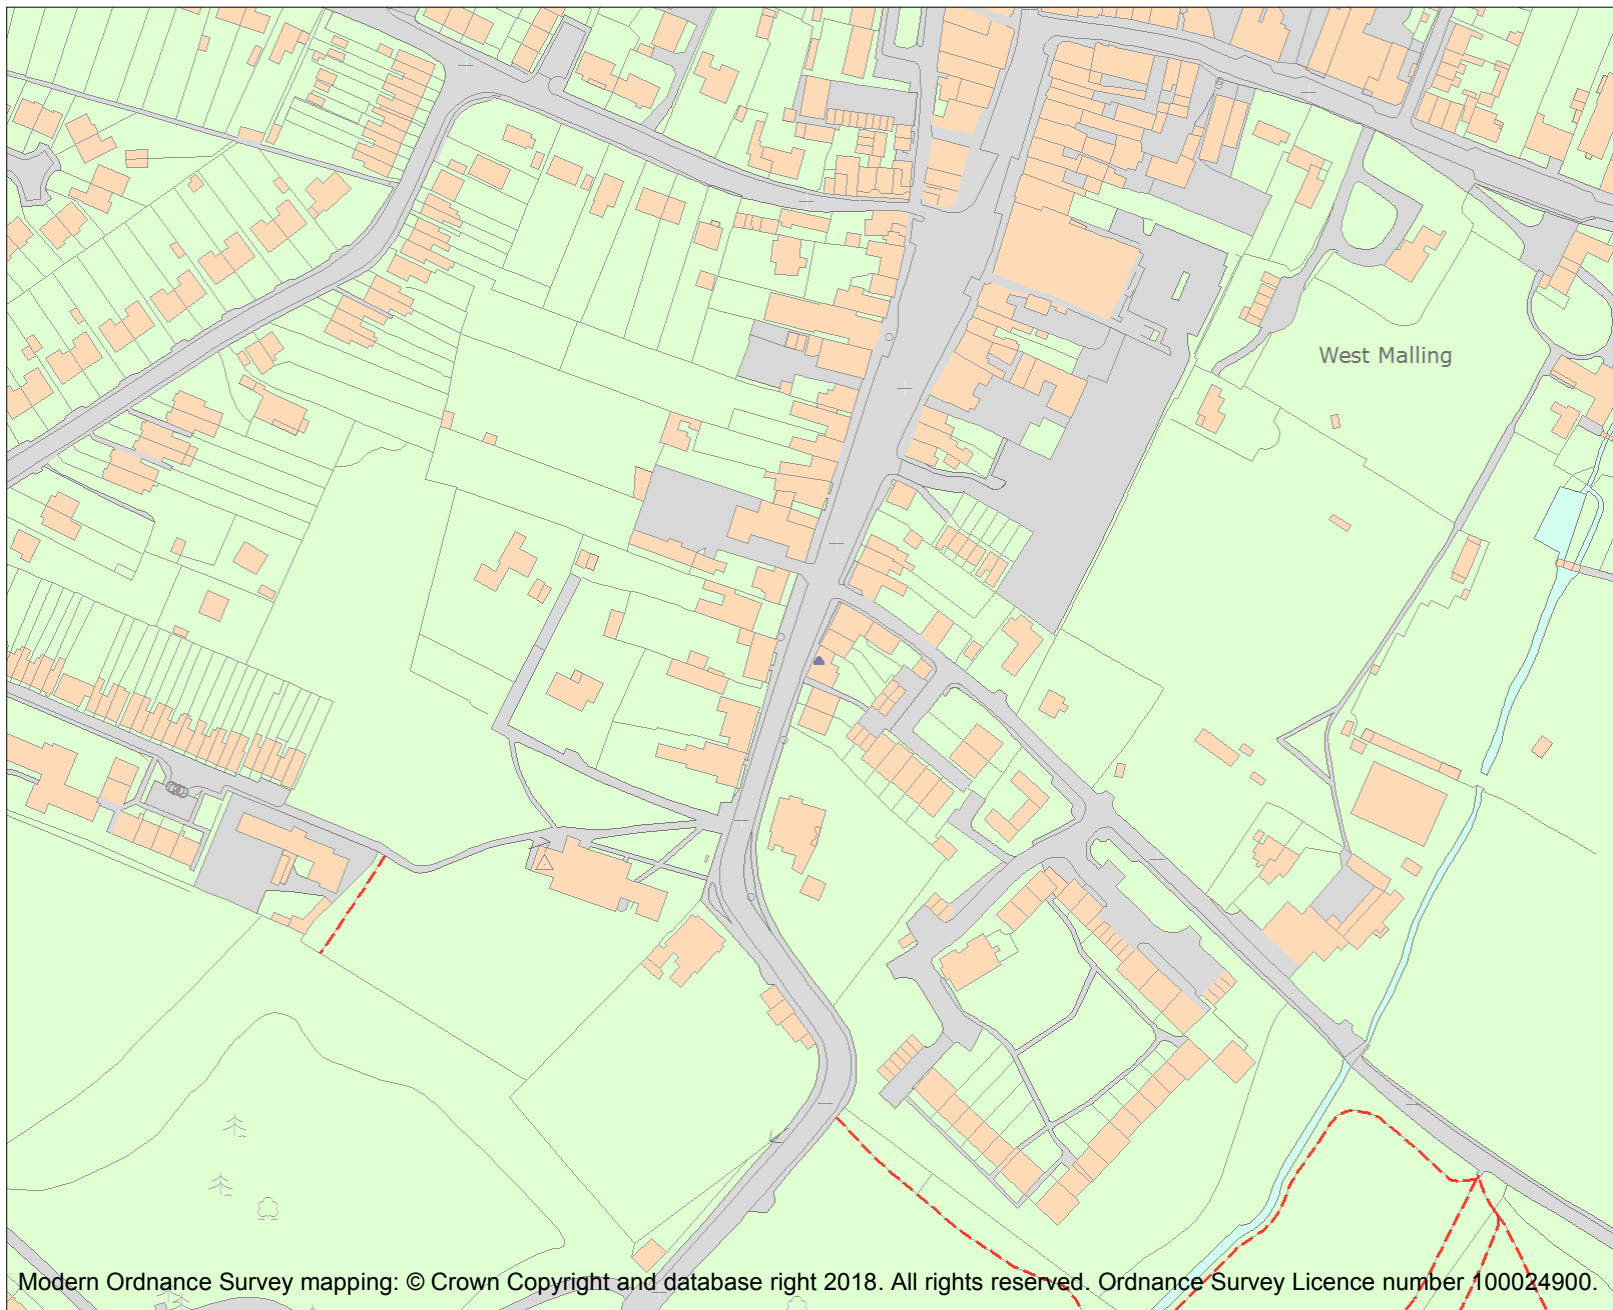 West Malling
Modern Ordnance Survey mapping: © Crown Copyright and database right 2018. All rights reserved. Ordnance Survey Licence number 100024900.